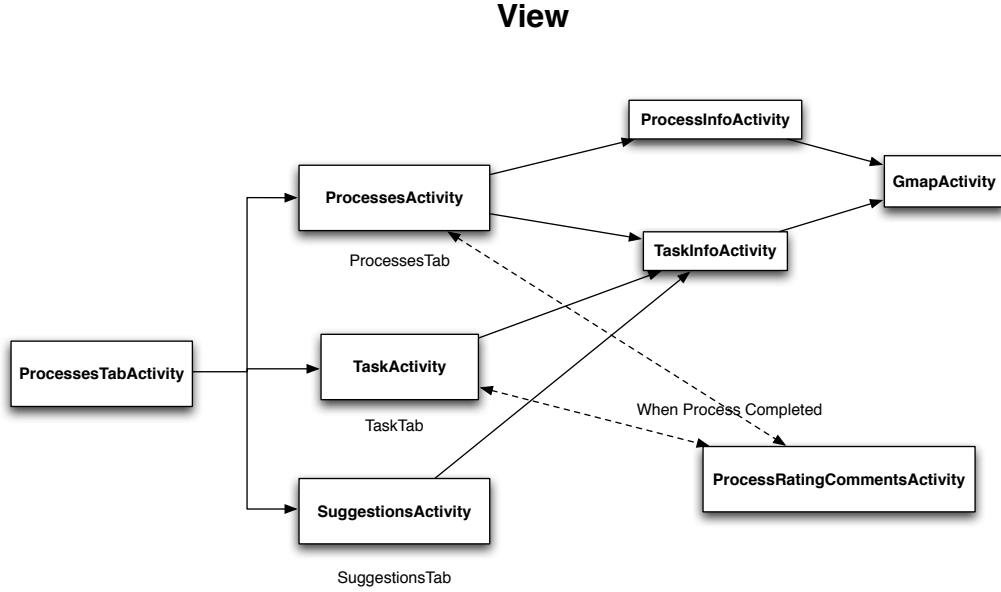 View
ProcessInfoActivity
GmapActivity
ProcessesActivity
TaskInfoActivity
ProcessesTab
ProcessesTabActivity
TaskActivity
When Process Completed
TaskTab
ProcessRatingCommentsActivity
SuggestionsActivity
SuggestionsTab